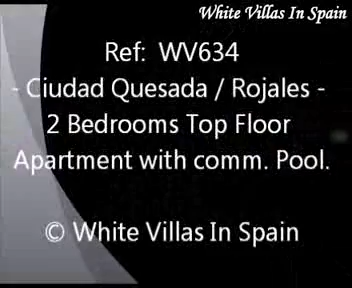 White Villas In Spain
Ref: WV634
- Ciudad Quesada / Rojales -
2 Bedrooms Top Floor
Apartment with comm. Pool.
© White Villas In Spain